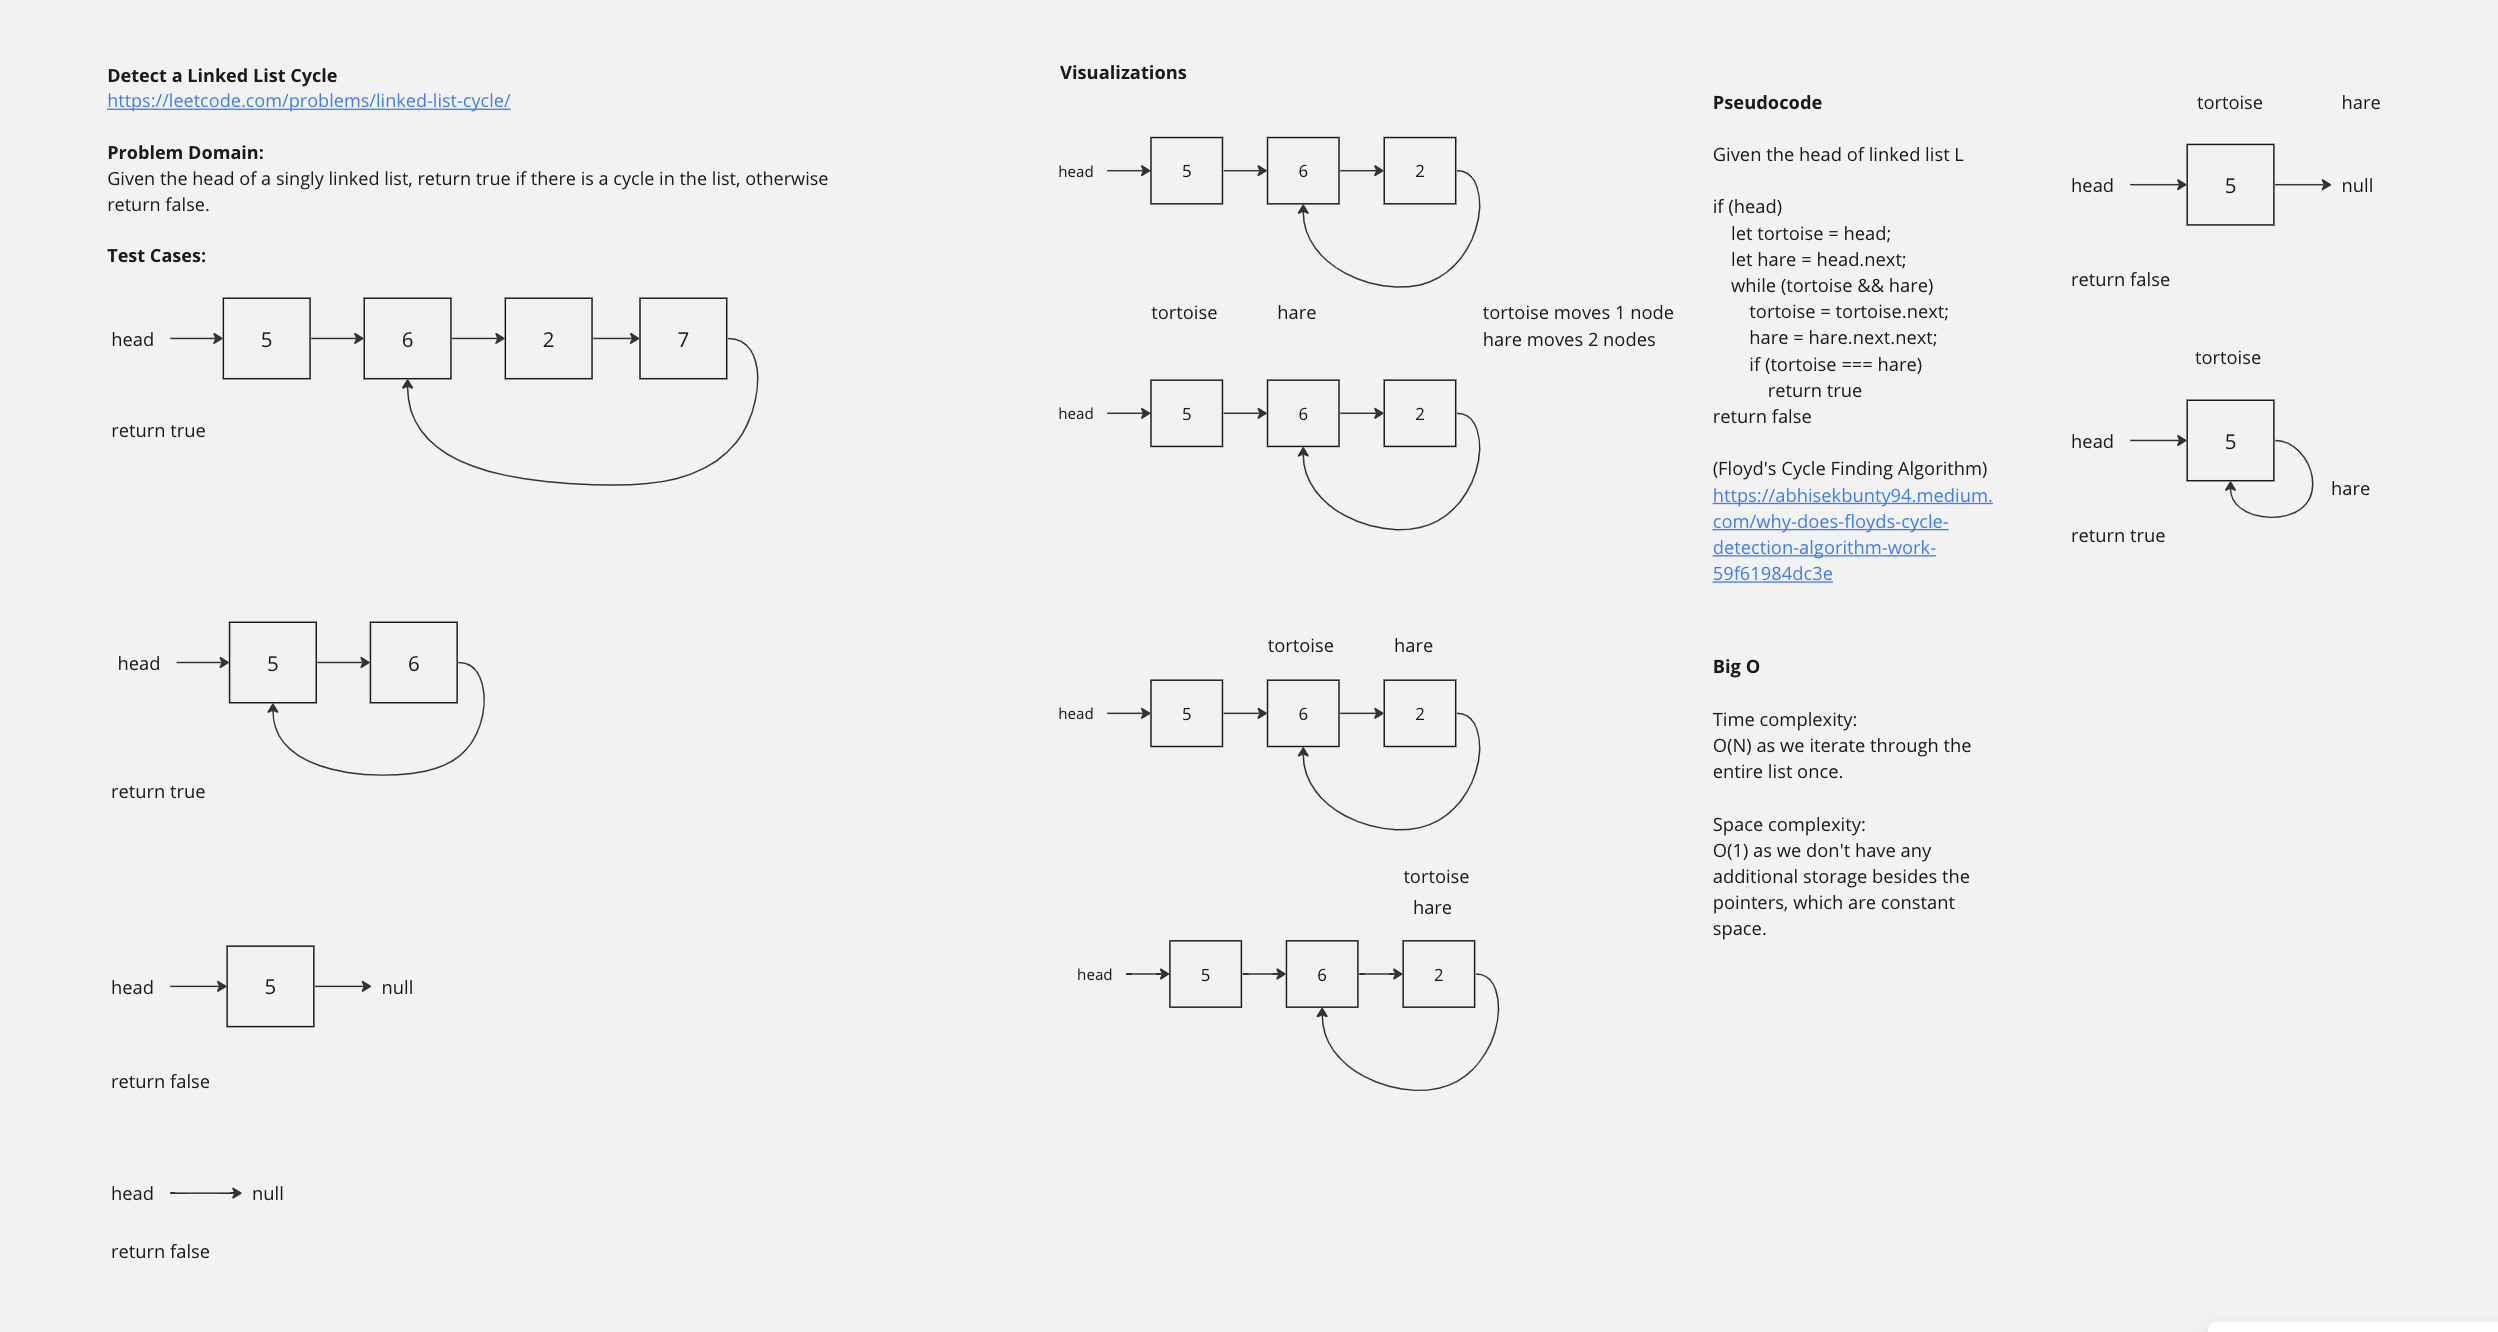 Detect a Linked List Cycle
https://leetcode.com/problems/linked-list-cycle/
Problem Domain:
Given the head of a singly linked list, return true if there is a cycle in the list, otherwise
return false.
Test Cases:
head 5 6 2 7
return true
head 5 6
return true
head 5 null
return false
head null
return false
Visualizations
head 5 6 2
tortoise hare
tortoise moves 1 node
hare moves 2 nodes
head 5 6 2
tortoise hare
head 5 6 2
tortoise
hare
head 5 6 2
Pseudocode
Given the head of linked list L
if (head)
let tortoise = head;
let hare = head.next;
while (tortoise && hare)
tortoise = tortoise.next;
hare = hare.next.next;
if (tortoise === hare)
return true
return false
(Floyd's Cycle Finding Algorithm)
https://abhisekbunty94.medium.
com/why-does-floyds-cycle-
detection-algorithm-work-
59f61984dc3e
Big O
Time complexity:
O(N) as we iterate through the
entire list once.
Space complexity:
O(1) as we don't have any
additional storage besides the
pointers, which are constant
space.
tortoise hare
head 5 null
return false
tortoise
head 5
hare
return true